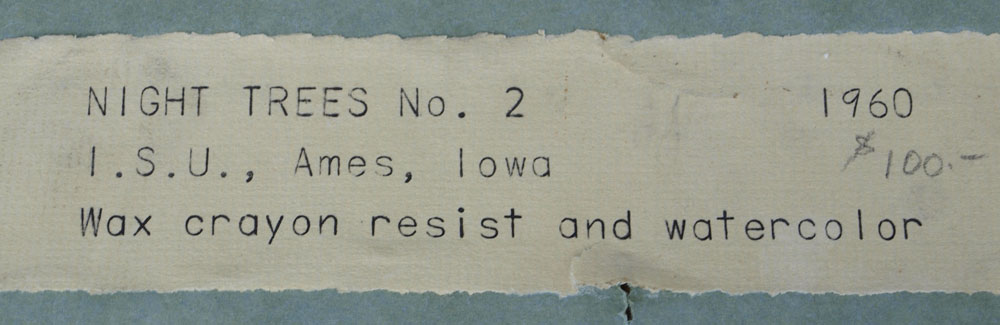 NIGHT TREES No. 2 1960
I.S.U., Ames, Iowa $100.-
Wax crayon resist and watercolor